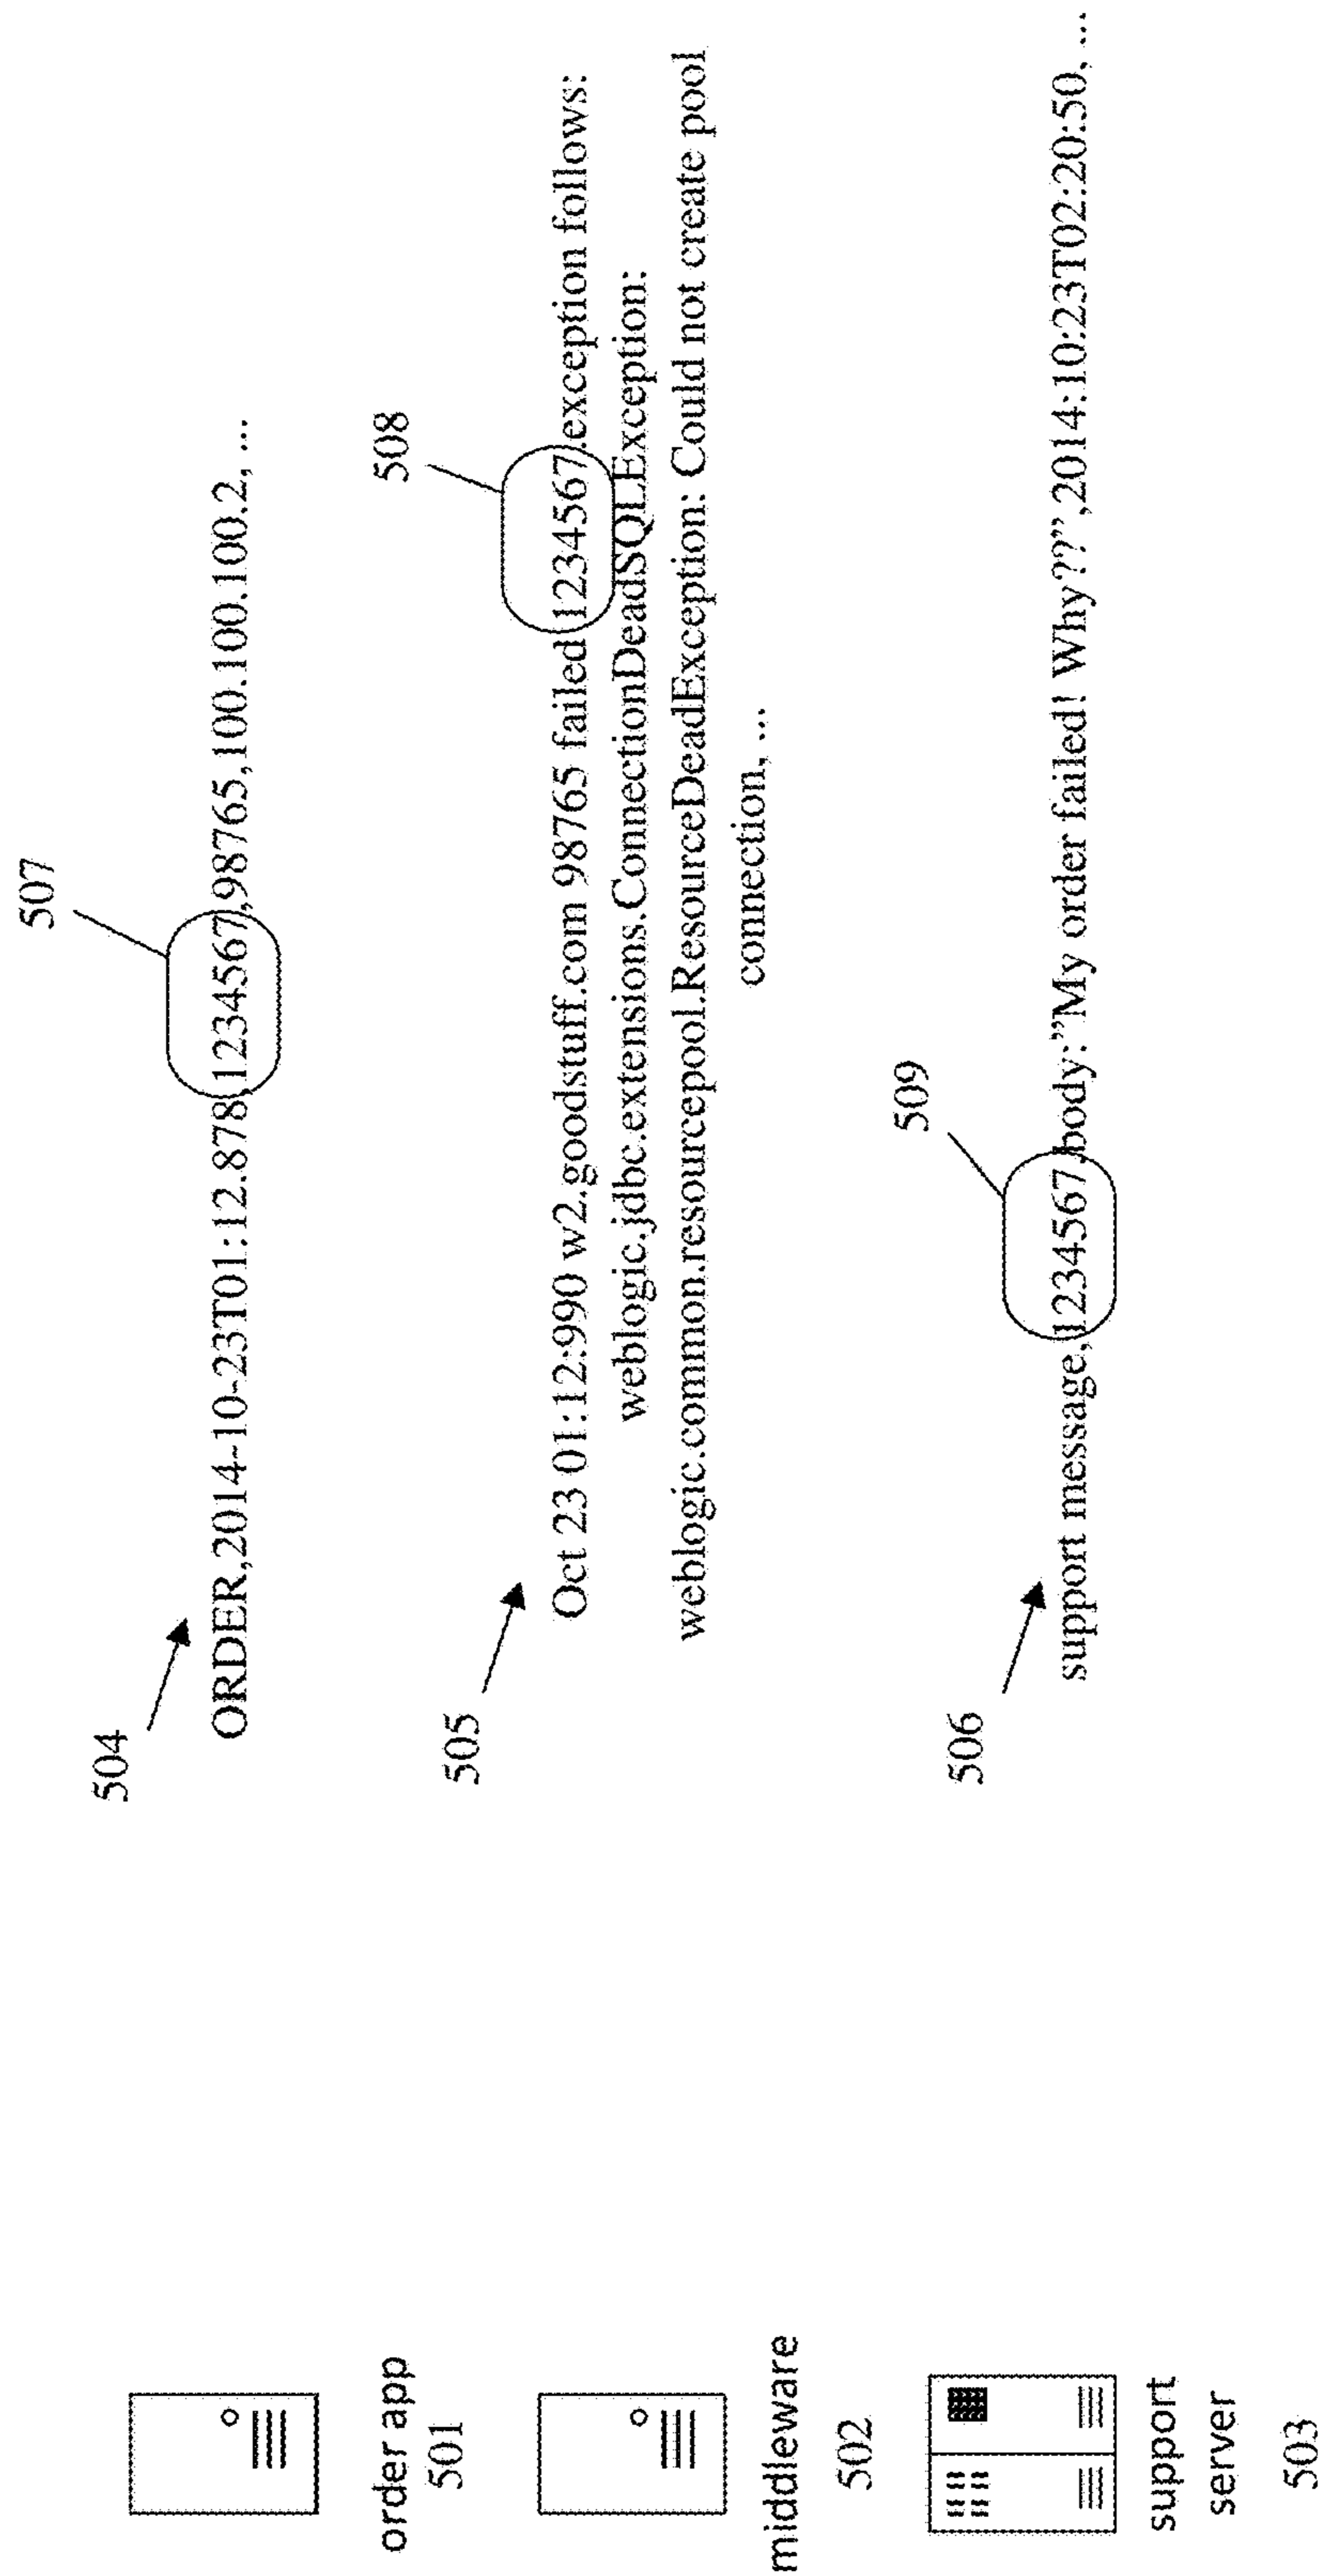 507
504
ORDER,2014-10-23T01:12.878,1234567,98765,100.100.100.2, ...
order app
501
508
505
Oct 23 01:12:990 w2.goodstuff.com 98765 failed 1234567.exception follows:
weblogic.jdbc.extensions.ConnectionDeadSQLException:
weblogic.common.resourcepool.ResourceDeadException: Could not create pool
connection, ...
middleware
502
509
506
support message,1234567,body:”My order failed! Why??”,2014:10:23T02:20:50, ...
support
server
503